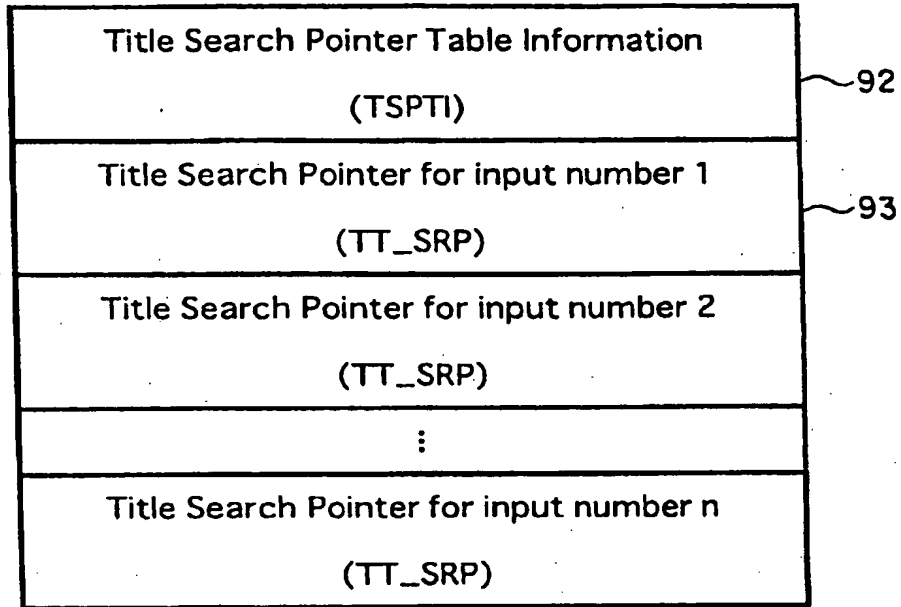 Title Search Pointer Table Information
(TSPTI)
92
Title Search Pointer for input number 1
(TT_SRP)
93
Title Search Pointer for input number 2
(TT_SRP)
⋮
Title Search Pointer for input number n
(TT_SRP)